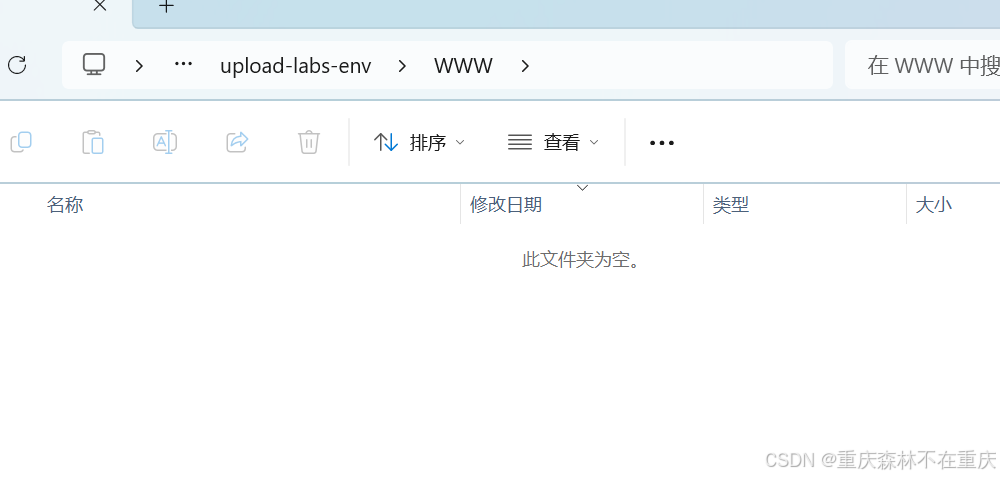 upload-labs-env
WWW
在 WWW 中搜
排序
查看
名称
修改日期
类型
大小
此文件夹为空。
CSDN @重庆森林不在重庆